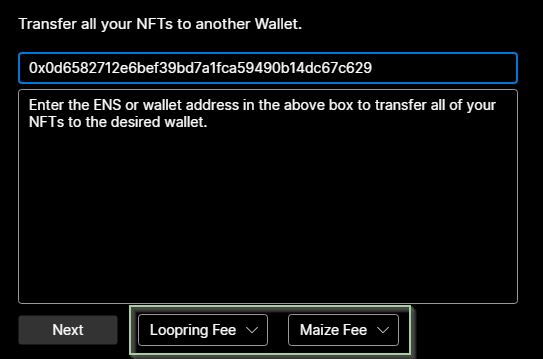 Transfer all your NFTs to another Wallet.
0x0d6582712e6bef39bd7a1fca59490b14dc67c629
Enter the ENS or wallet address in the above box to transfer all of your
NFTs to the desired wallet.
Next
Loopring Fee
Maize Fee